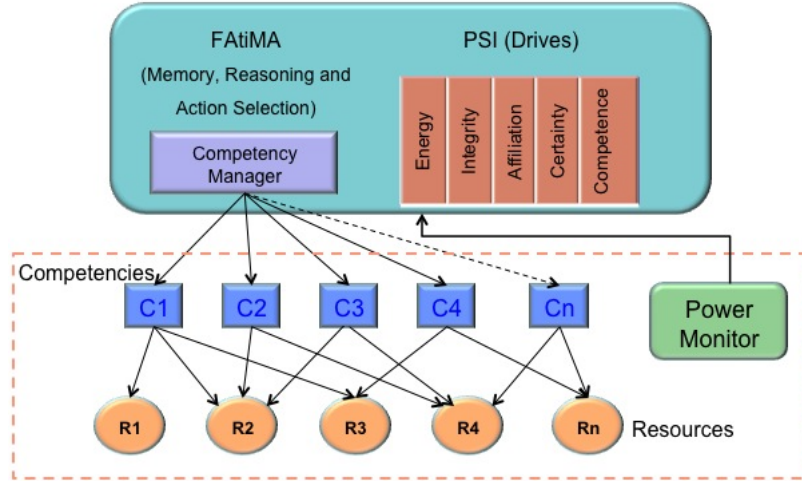 FAtiMA
(Memory, Reasoning and
Action Selection)
Competency
Manager
PSI (Drives)
Energy
Integrity
Affiliation
Certainty
Competence
Competencies
C1
C2
C3
C4
Cn
Power
Monitor
R1
R2
R3
R4
Rn
Resources